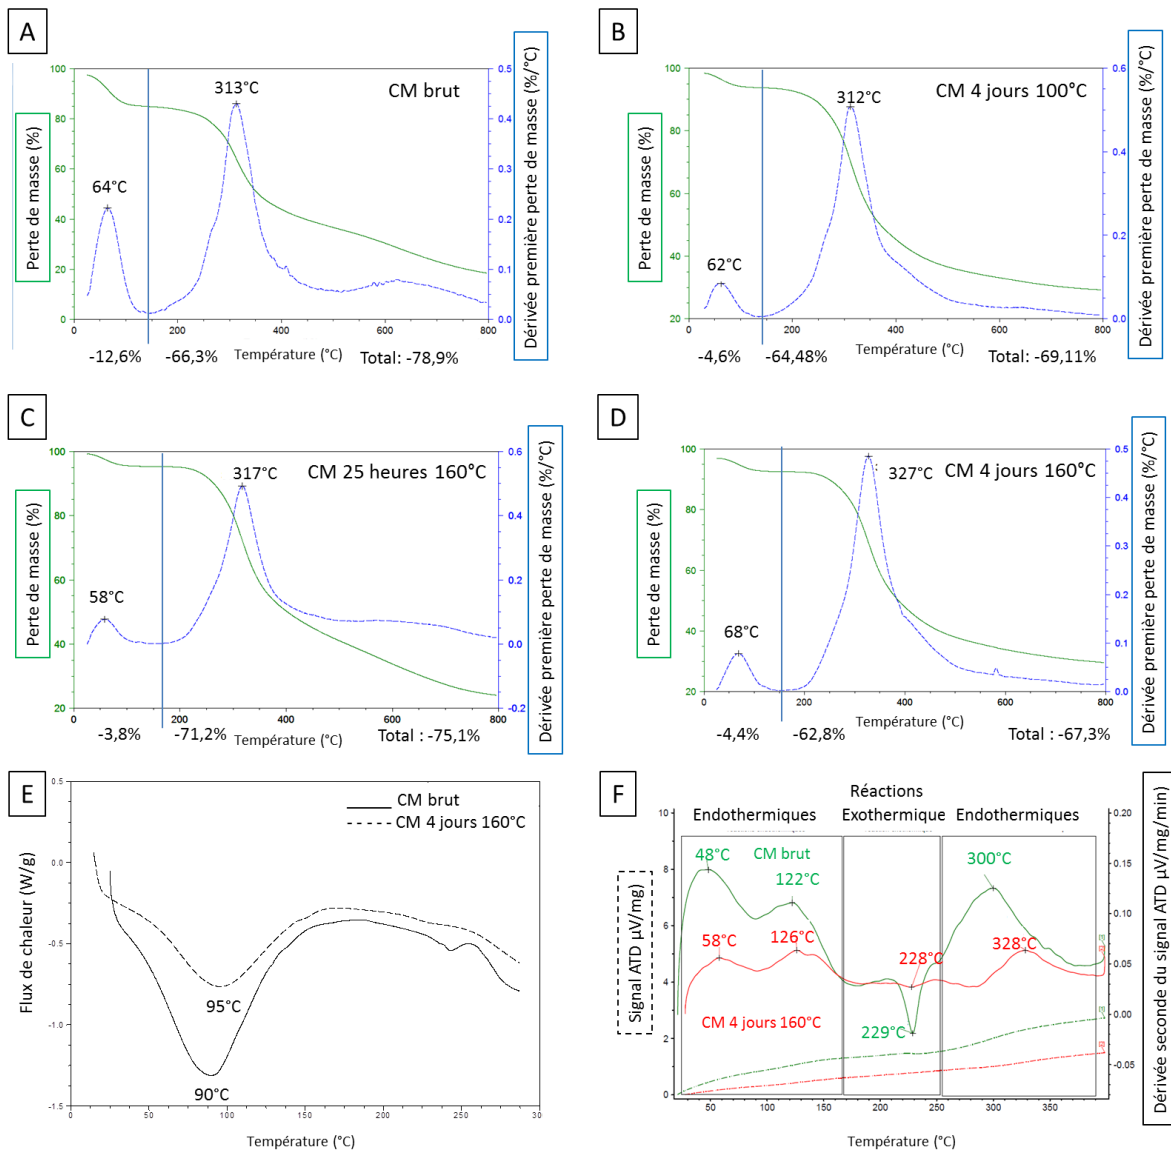 A
Perte de masse (%)
Dérivée première perte de masse (%/°C)
CM brut
64°C
313°C
100
80
60
40
20
0
0.5
0.4
0.3
0.2
0.1
0.0
0
200
400
600
800
Température (°C)
-12,6%
-66,3%
Total: -78,9%
B
Perte de masse (%)
Dérivée première perte de masse (%/°C)
CM 4 jours 100°C
62°C
312°C
100
80
60
40
20
0.6
0.4
0.2
0.0
0
200
400
600
800
Température (°C)
-4,6%
-64,48%
Total: -69,11%
C
Perte de masse (%)
Dérivée première perte de masse (%/°C)
CM 25 heures 160°C
58°C
317°C
100
80
60
40
20
0.6
0.4
0.2
0.0
-0.2
0
200
400
600
800
Température (°C)
-3,8%
-71,2%
Total : -75,1%
D
Perte de masse (%)
Dérivée première perte de masse (%/°C)
CM 4 jours 160°C
68°C
327°C
100
80
60
40
20
0.5
0.4
0.3
0.2
0.1
0.0
0
200
400
600
800
Température (°C)
-4,4%
-62,8%
Total : -67,3%
E
Flux de chaleur (W/g)
CM brut
CM 4 jours 160°C
95°C
90°C
0.5
0.0
-0.5
-1.0
-1.5
0
50
100
150
200
250
30
Température (°C)
F
Réactions
Endothermiques
Exothermique
Endothermiques
Signal ATD µV/mg
Dérivée seconde du signal ATD µV/mg/min
48°C
CM brut
122°C
300°C
58°C
126°C
228°C
328°C
CM 4 jours 160°C
229°C
10
8
6
4
2
0
0.20
0.15
0.10
0.05
0.00
-0.05
50
100
150
200
250
300
350
Température (°C)